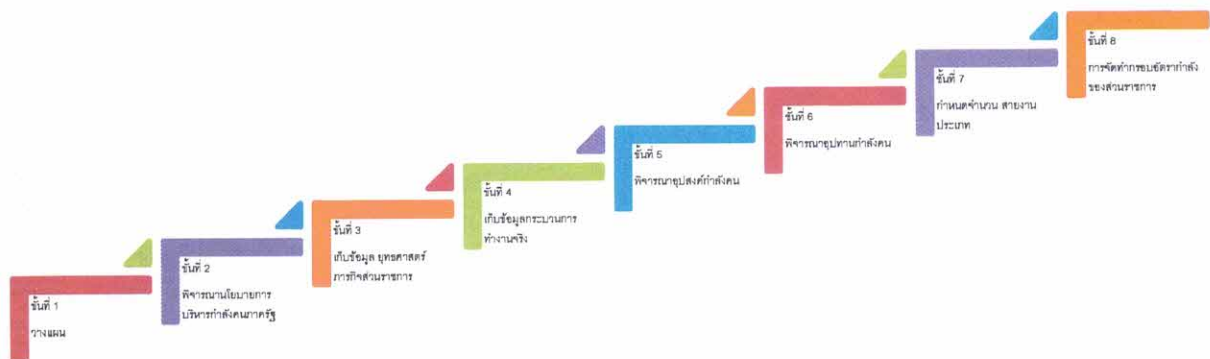 ขั้นที่ 1
วางแผน
ขั้นที่ 2
พิจารณานโยบายการ
บริหารกำลังคนภาครัฐ
ขั้นที่ 3
เก็บข้อมูล ยุทธศาสตร์
ภารกิจส่วนราชการ
ขั้นที่ 4
เก็บข้อมูลกระบวนการ
ทำงานจริง
ขั้นที่ 5
พิจารณาอุปสงค์กำลังคน
ขั้นที่ 6
พิจารณาอุปทานกำลังคน
ขั้นที่ 7
กำหนดจำนวน สายงาน
ประเภท
ขั้นที่ 8
การจัดทำกรอบอัตรากำลัง
ของส่วนราชการ